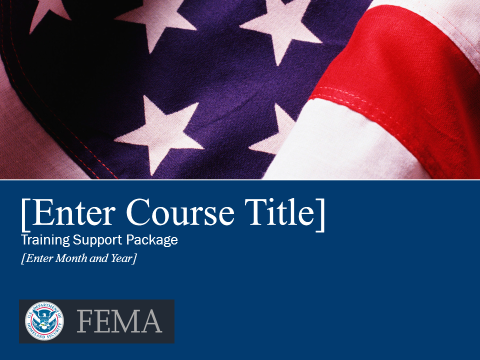 [Enter Course Title]
Training Support Package
[Enter Month and Year]
FEMA